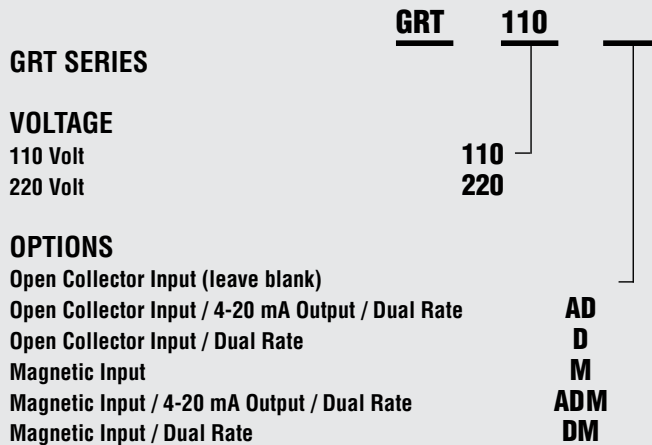 GRT 110
GRT SERIES
VOLTAGE
110 Volt 110
220 Volt 220
OPTIONS
Open Collector Input (leave blank)
Open Collector Input / 4-20 mA Output / Dual Rate AD
Open Collector Input / Dual Rate D
Magnetic Input M
Magnetic Input / 4-20 mA Output / Dual Rate ADM
Magnetic Input / Dual Rate DM